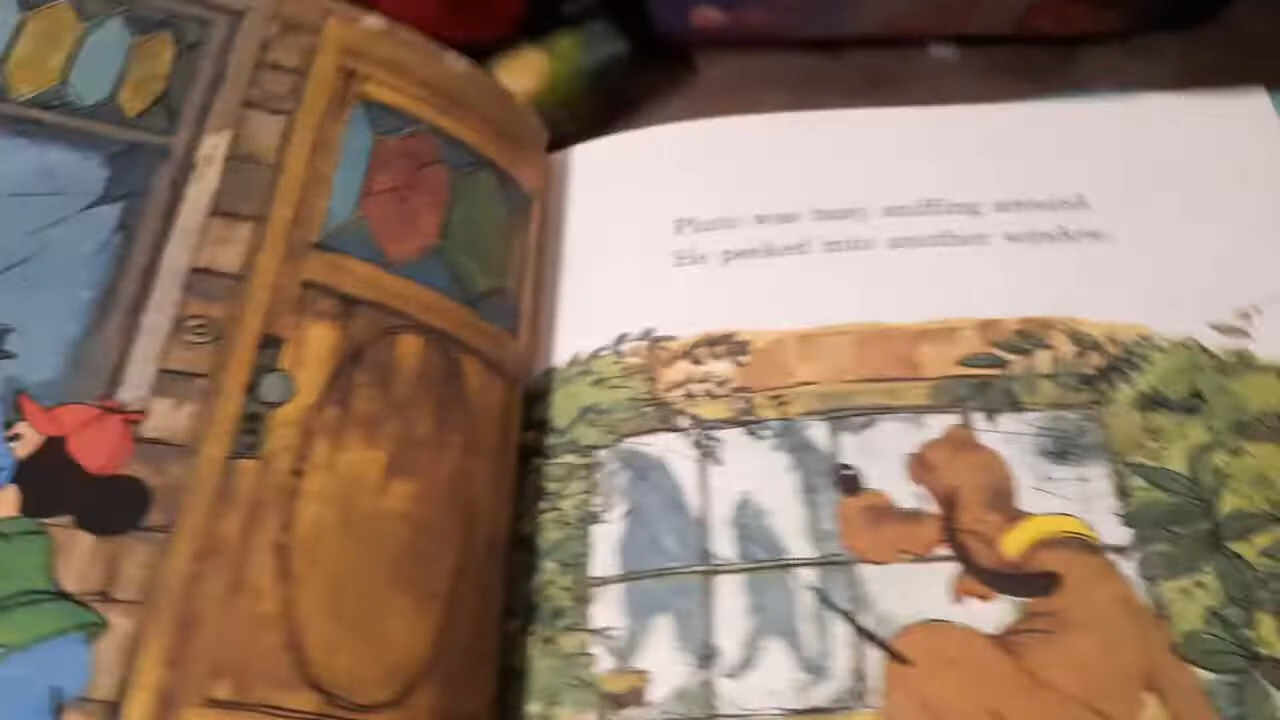 Pluto was busy sniffing around.
He peeked into another window.